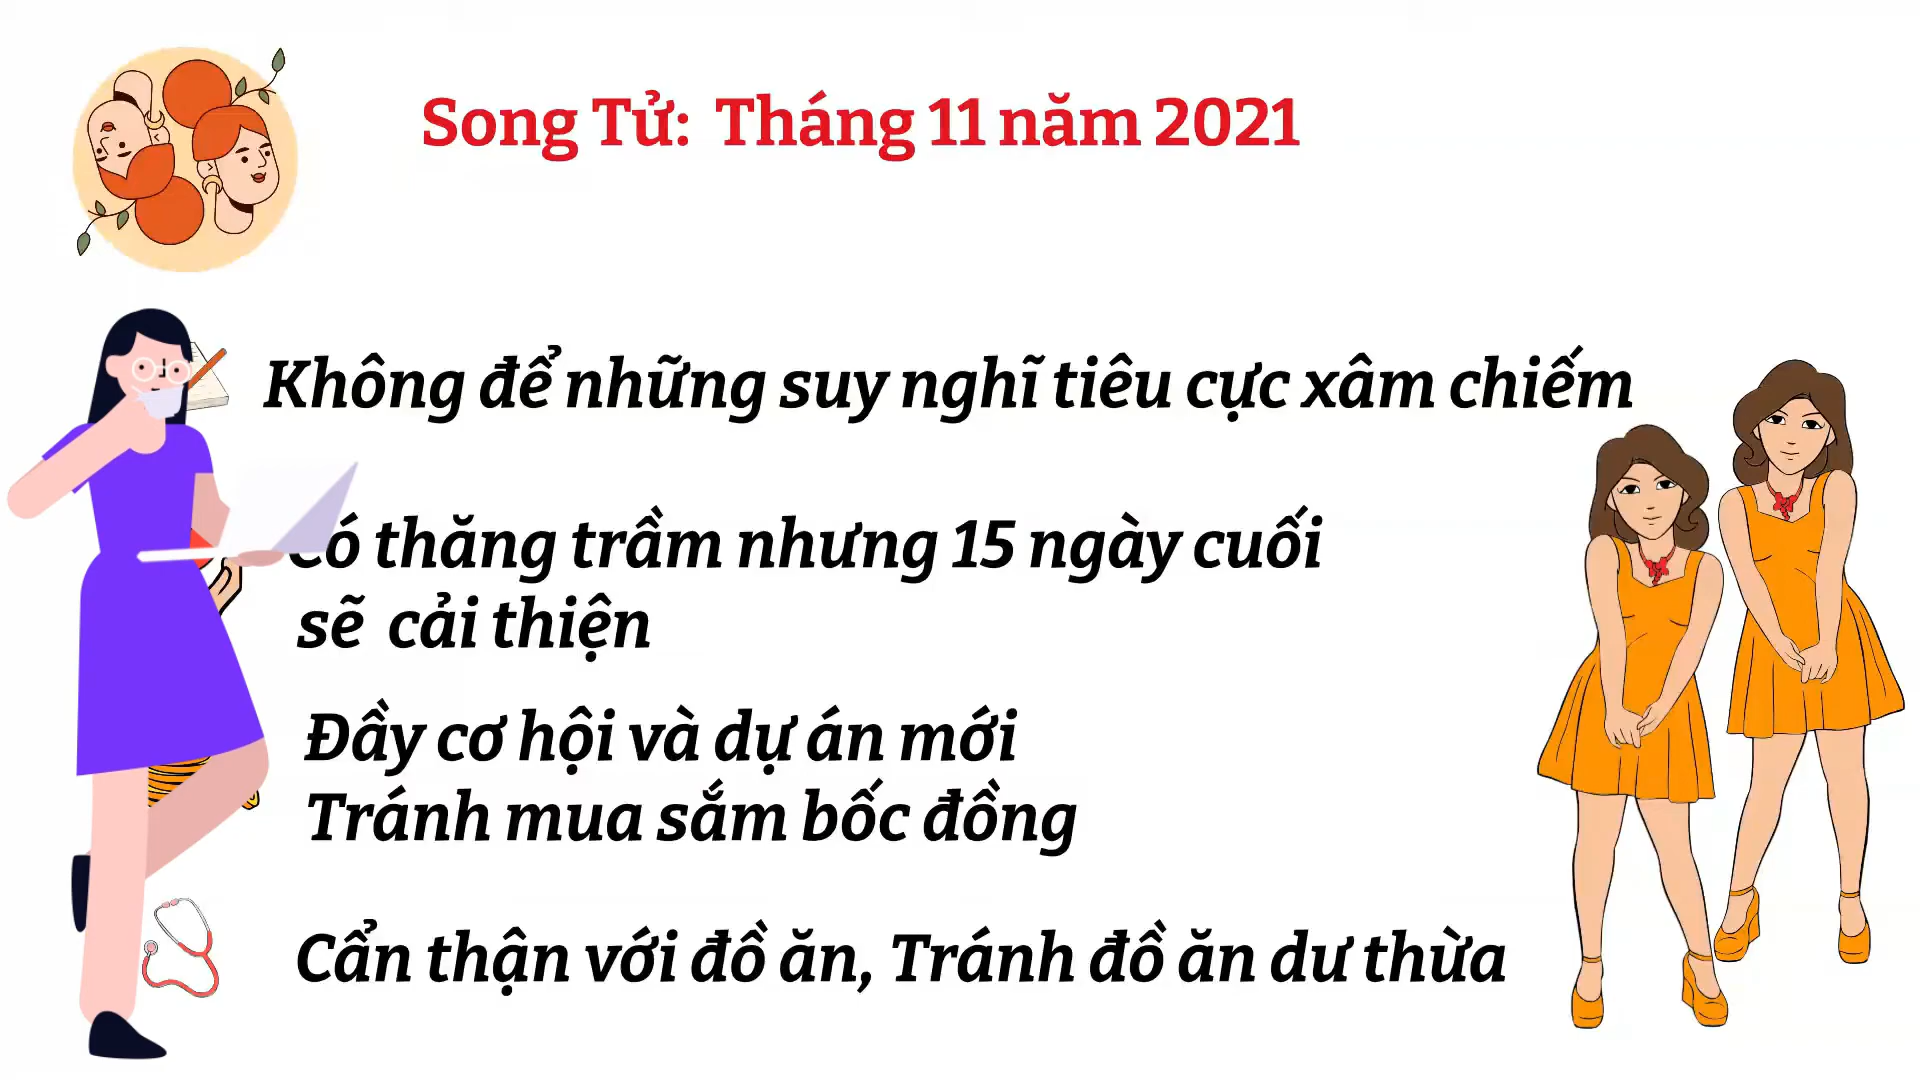 Song Tử: Tháng 11 năm 2021
Không để những suy nghĩ tiêu cực xâm chiếm
Có thăng trầm nhưng 15 ngày cuối
sẽ cải thiện
Đầy cơ hội và dự án mới
Tránh mua sắm bốc đồng
Cẩn thận với đồ ăn, Tránh đồ ăn dư thừa